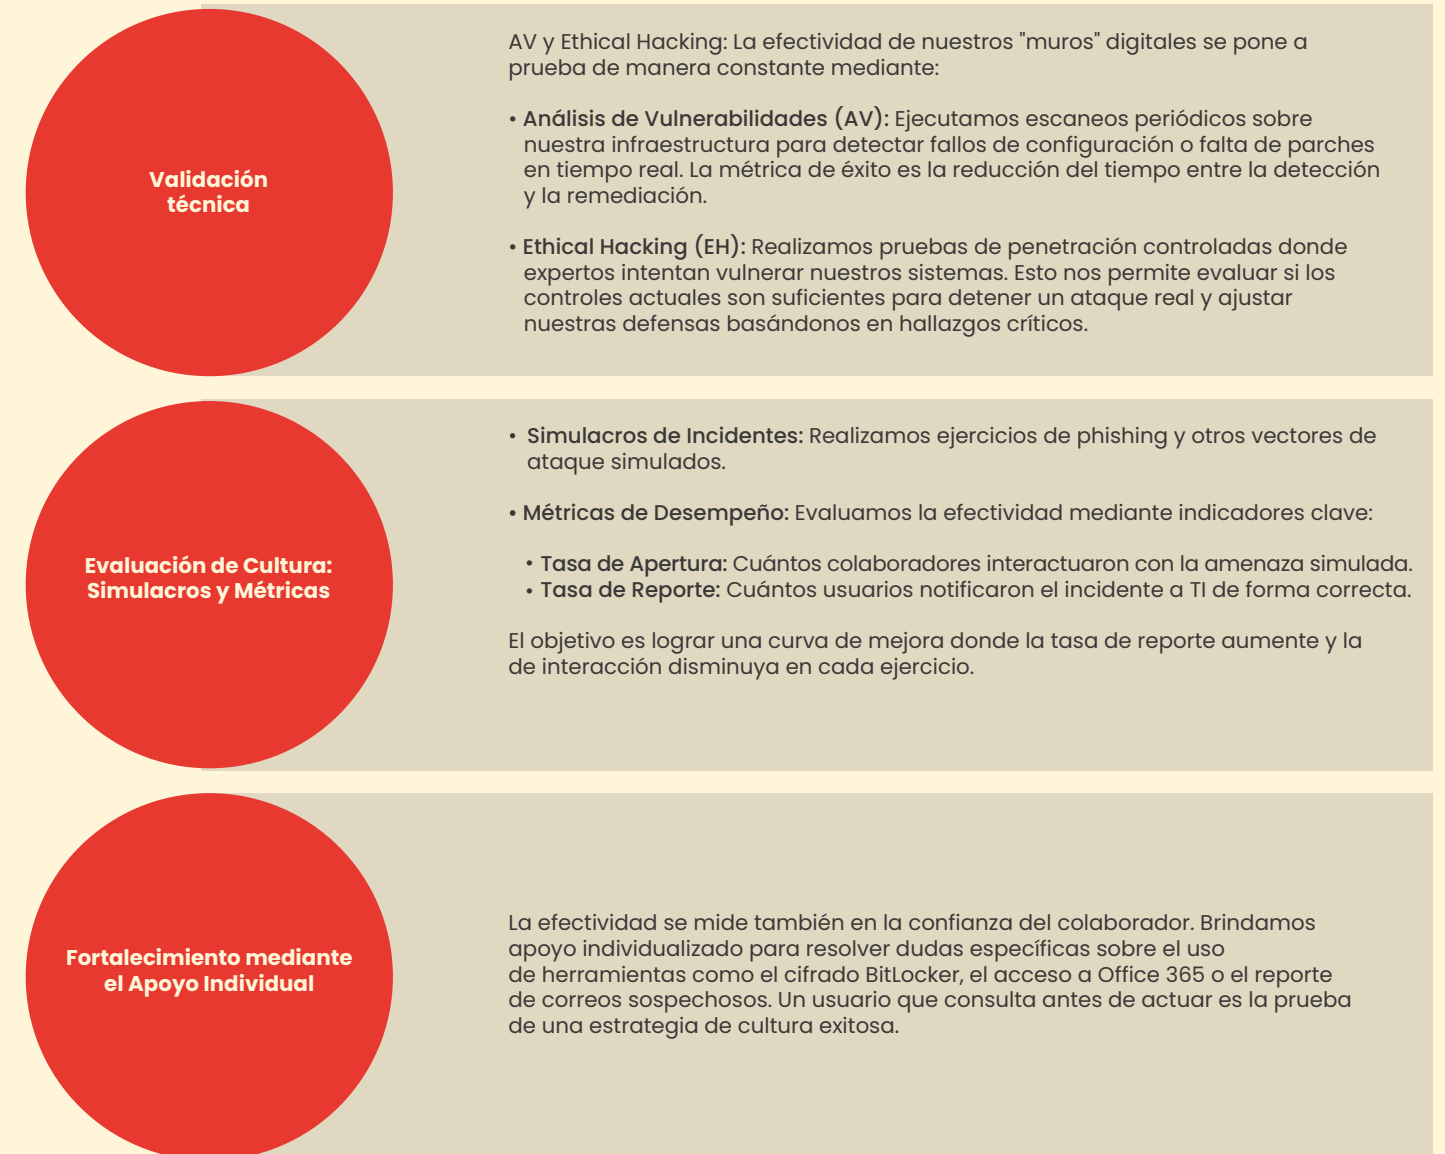 Validación
técnica
AV y Ethical Hacking: La efectividad de nuestros "muros" digitales se pone a
prueba de manera constante mediante:
• Análisis de Vulnerabilidades (AV): Ejecutamos escaneos periódicos sobre
nuestra infraestructura para detectar fallos de configuración o falta de parches
en tiempo real. La métrica de éxito es la reducción del tiempo entre la detección
y la remediación.
• Ethical Hacking (EH): Realizamos pruebas de penetración controladas donde
expertos intentan vulnerar nuestros sistemas. Esto nos permite evaluar si los
controles actuales son suficientes para detener un ataque real y ajustar
nuestras defensas basándonos en hallazgos críticos.
Evaluación de Cultura:
Simulacros y Métricas
• Simulacros de Incidentes: Realizamos ejercicios de phishing y otros vectores de
ataque simulados.
• Métricas de Desempeño: Evaluamos la efectividad mediante indicadores clave:
• Tasa de Apertura: Cuántos colaboradores interactuaron con la amenaza simulada.
• Tasa de Reporte: Cuántos usuarios notificaron el incidente a TI de forma correcta.
El objetivo es lograr una curva de mejora donde la tasa de reporte aumente y la
de interacción disminuya en cada ejercicio.
Fortalecimiento mediante
el Apoyo Individual
La efectividad se mide también en la confianza del colaborador. Brindamos
apoyo individualizado para resolver dudas específicas sobre el uso
de herramientas como el cifrado BitLocker, el acceso a Office 365 o el reporte
de correos sospechosos. Un usuario que consulta antes de actuar es la prueba
de una estrategia de cultura exitosa.